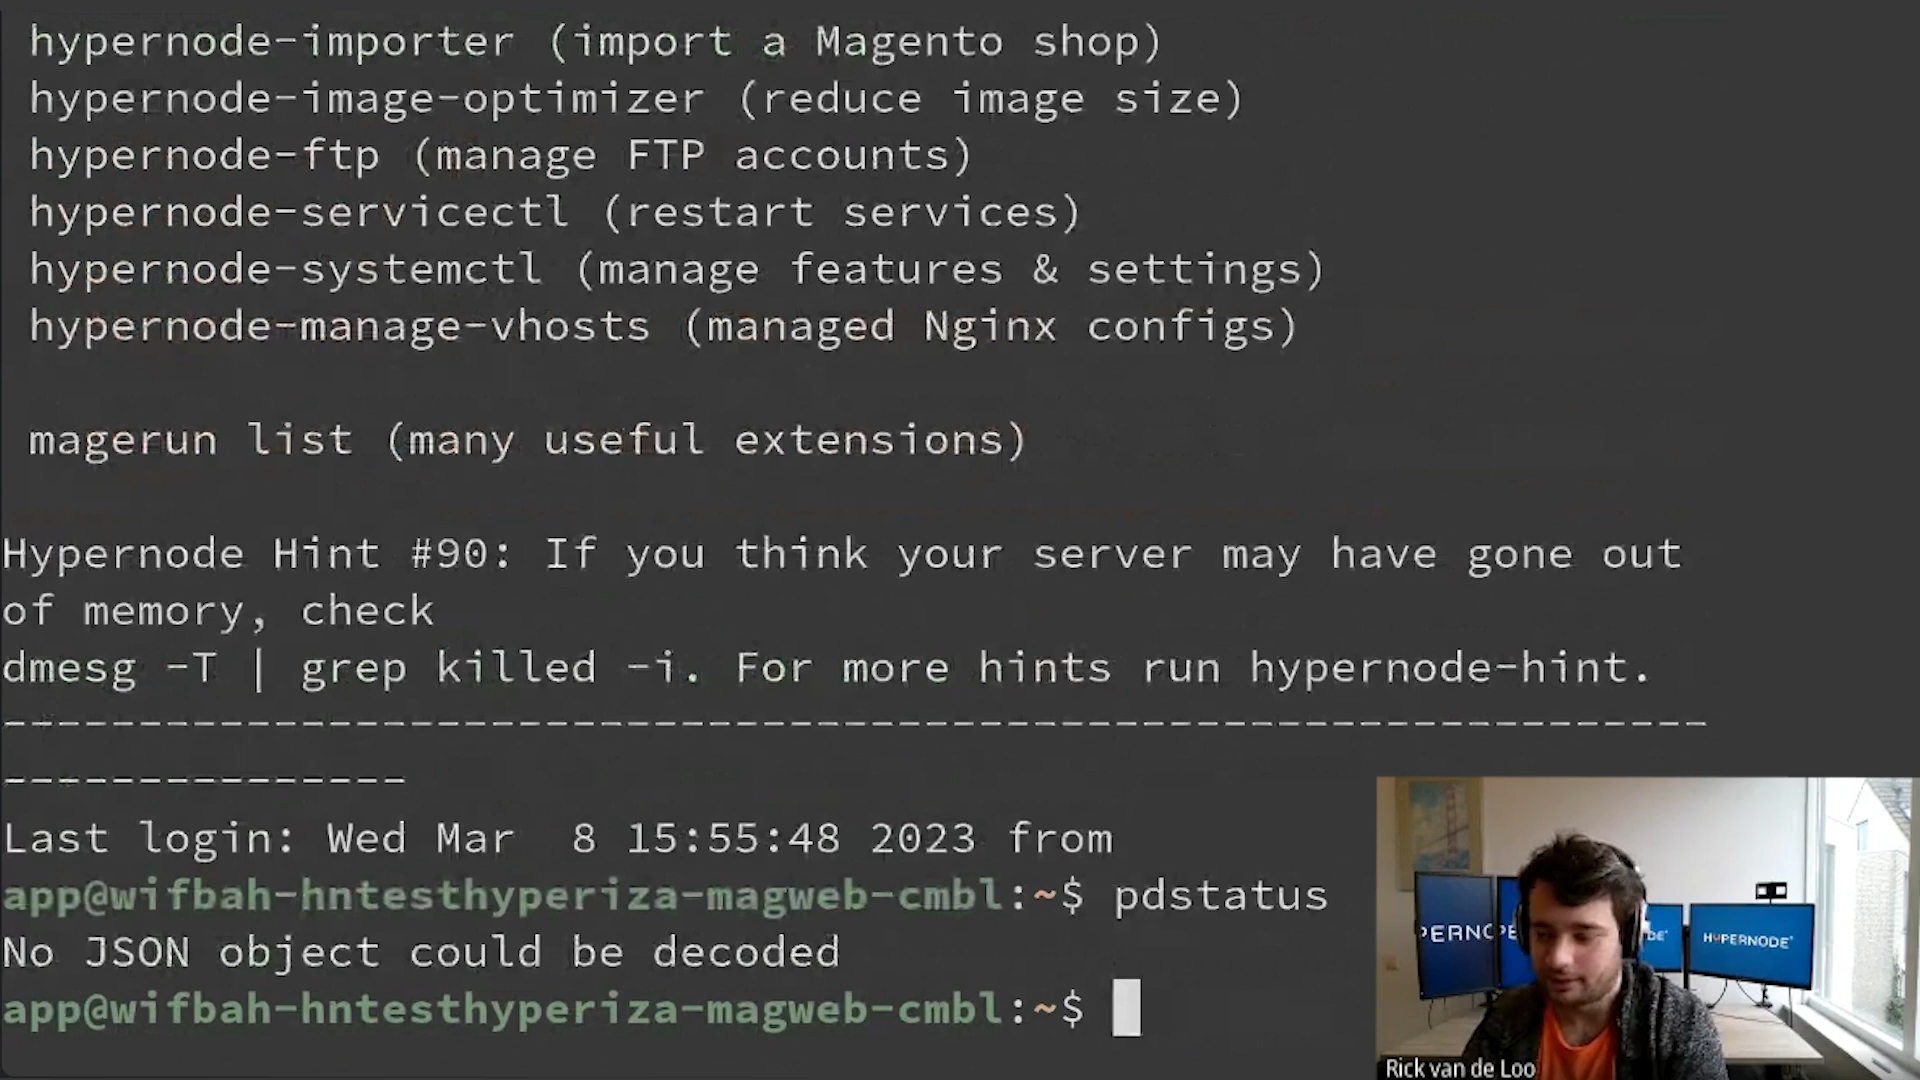 hypernode-importer (import a Magento shop)
hypernode-image-optimizer (reduce image size)
hypernode-ftp (manage FTP accounts)
hypernode-servicectl (restart services)
hypernode-systemctl (manage features & settings)
hypernode-manage-vhosts (managed Nginx configs)
magerun list (many useful extensions)
Hypernode Hint #90: If you think your server may have gone out
of memory, check
dmesg -T | grep killed -i. For more hints run hypernode-hint.
---------------------------------------------------------------
---------------
Last login: Wed Mar  8 15:55:48 2023 from
app@wifbah-hntesthyperiza-magweb-cmbl:~$ pdstatus
No JSON object could be decoded
app@wifbah-hntesthyperiza-magweb-cmbl:~$
PERNO
PE
DE
HYPERNODE
Rick van de Loo